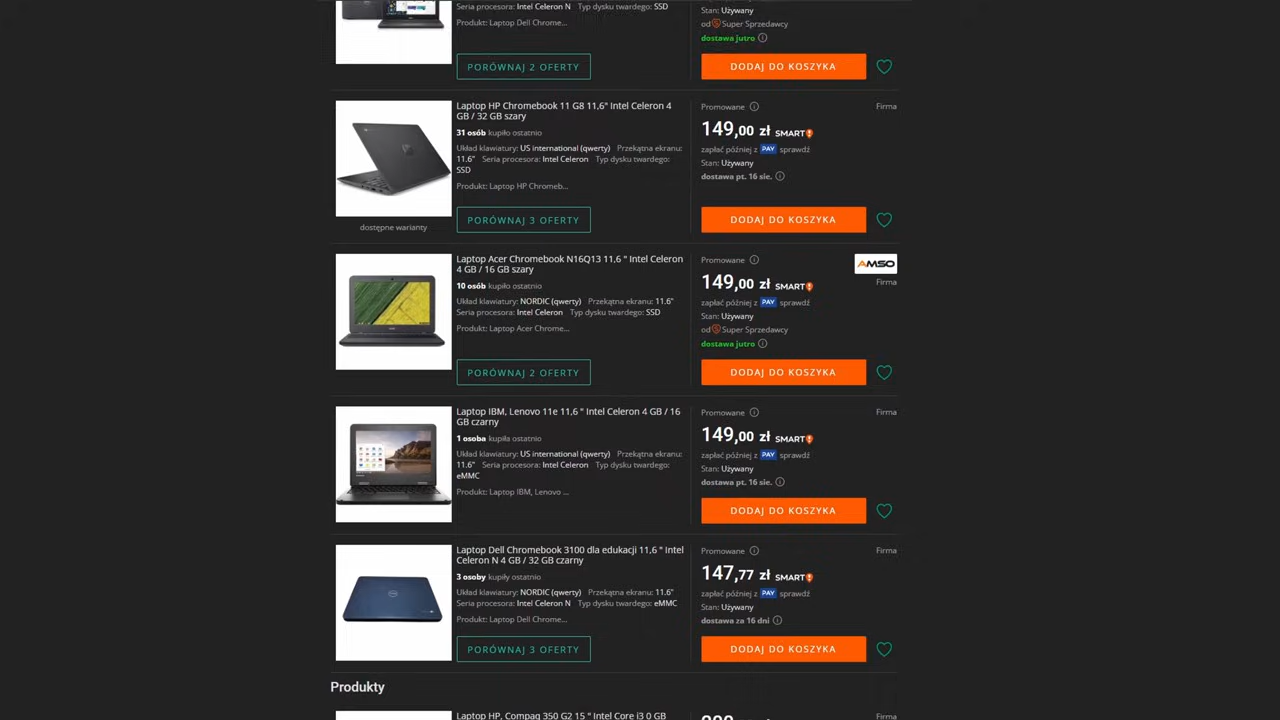 Seria procesora: Intel Celeron N Typ dysku twardego: SSD
Produkt: Laptop Dell Chrome...
PORÓWNAJ 2 OFERTY
Stan: Używany
od Super Sprzedawcy
dostawa jutro
DODAJ DO KOSZYKA
Laptop HP Chromebook 11 G8 11,6" Intel Celeron 4
GB / 32 GB szary
31 osób kupiło ostatnio
Układ klawiatury: US international (qwerty) Przekątna ekranu:
11.6" Seria procesora: Intel Celeron Typ dysku twardego:
SSD
Produkt: Laptop HP Chromeb...
dostępne warianty
PORÓWNAJ 3 OFERTY
Promowane
Firma
149,00 zł SMART!
zapłać później z PAY sprawdź
Stan: Używany
dostawa pt. 16 sie.
DODAJ DO KOSZYKA
Laptop Acer Chromebook N16Q13 11,6 " Intel Celeron
4 GB / 16 GB szary
10 osób kupiło ostatnio
Układ klawiatury: NORDIC (qwerty) Przekątna ekranu: 11.6"
Seria procesora: Intel Celeron Typ dysku twardego: SSD
Produkt: Laptop Acer Chrome...
PORÓWNAJ 2 OFERTY
Promowane
AMSO
Firma
149,00 zł SMART!
zapłać później z PAY sprawdź
Stan: Używany
od Super Sprzedawcy
dostawa jutro
DODAJ DO KOSZYKA
Laptop IBM, Lenovo 11e 11,6 " Intel Celeron 4 GB / 16
GB czarny
1 osoba kupiło ostatnio
Układ klawiatury: US international (qwerty) Przekątna ekranu:
11.6" Seria procesora: Intel Celeron Typ dysku twardego:
eMMC
Produkt: Laptop IBM, Lenovo ...
Promowane
Firma
149,00 zł SMART!
zapłać później z PAY sprawdź
Stan: Używany
dostawa pt. 16 sie.
DODAJ DO KOSZYKA
Laptop Dell Chromebook 3100 dla edukacji 11,6 " Intel
Celeron N 4 GB / 32 GB czarny
3 osoby kupiły ostatnio
Układ klawiatury: NORDIC (qwerty) Przekątna ekranu: 11.6"
Seria procesora: Intel Celeron N Typ dysku twardego: eMMC
Produkt: Laptop Dell Chrome...
PORÓWNAJ 3 OFERTY
Promowane
Firma
147,77 zł SMART!
zapłać później z PAY sprawdź
Stan: Używany
dostawa za 16 dni
DODAJ DO KOSZYKA
Produkty
Laptop HP, Compaq 350 G2 15 " Intel Core i3 0 GB
Firma